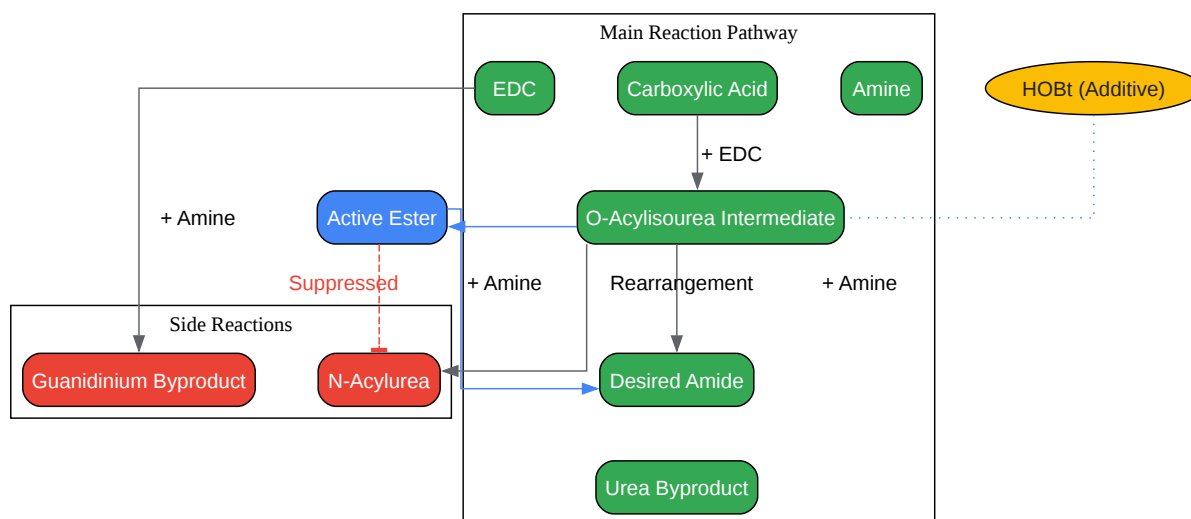 Main Reaction Pathway
EDC
Carboxylic Acid
Amine
HOBt (Additive)
+ EDC
+ Amine
Active Ester
O-Acylisourea Intermediate
Suppressed
+ Amine
Rearrangement
+ Amine
Side Reactions
Guanidinium Byproduct
N-Acylurea
Desired Amide
Urea Byproduct